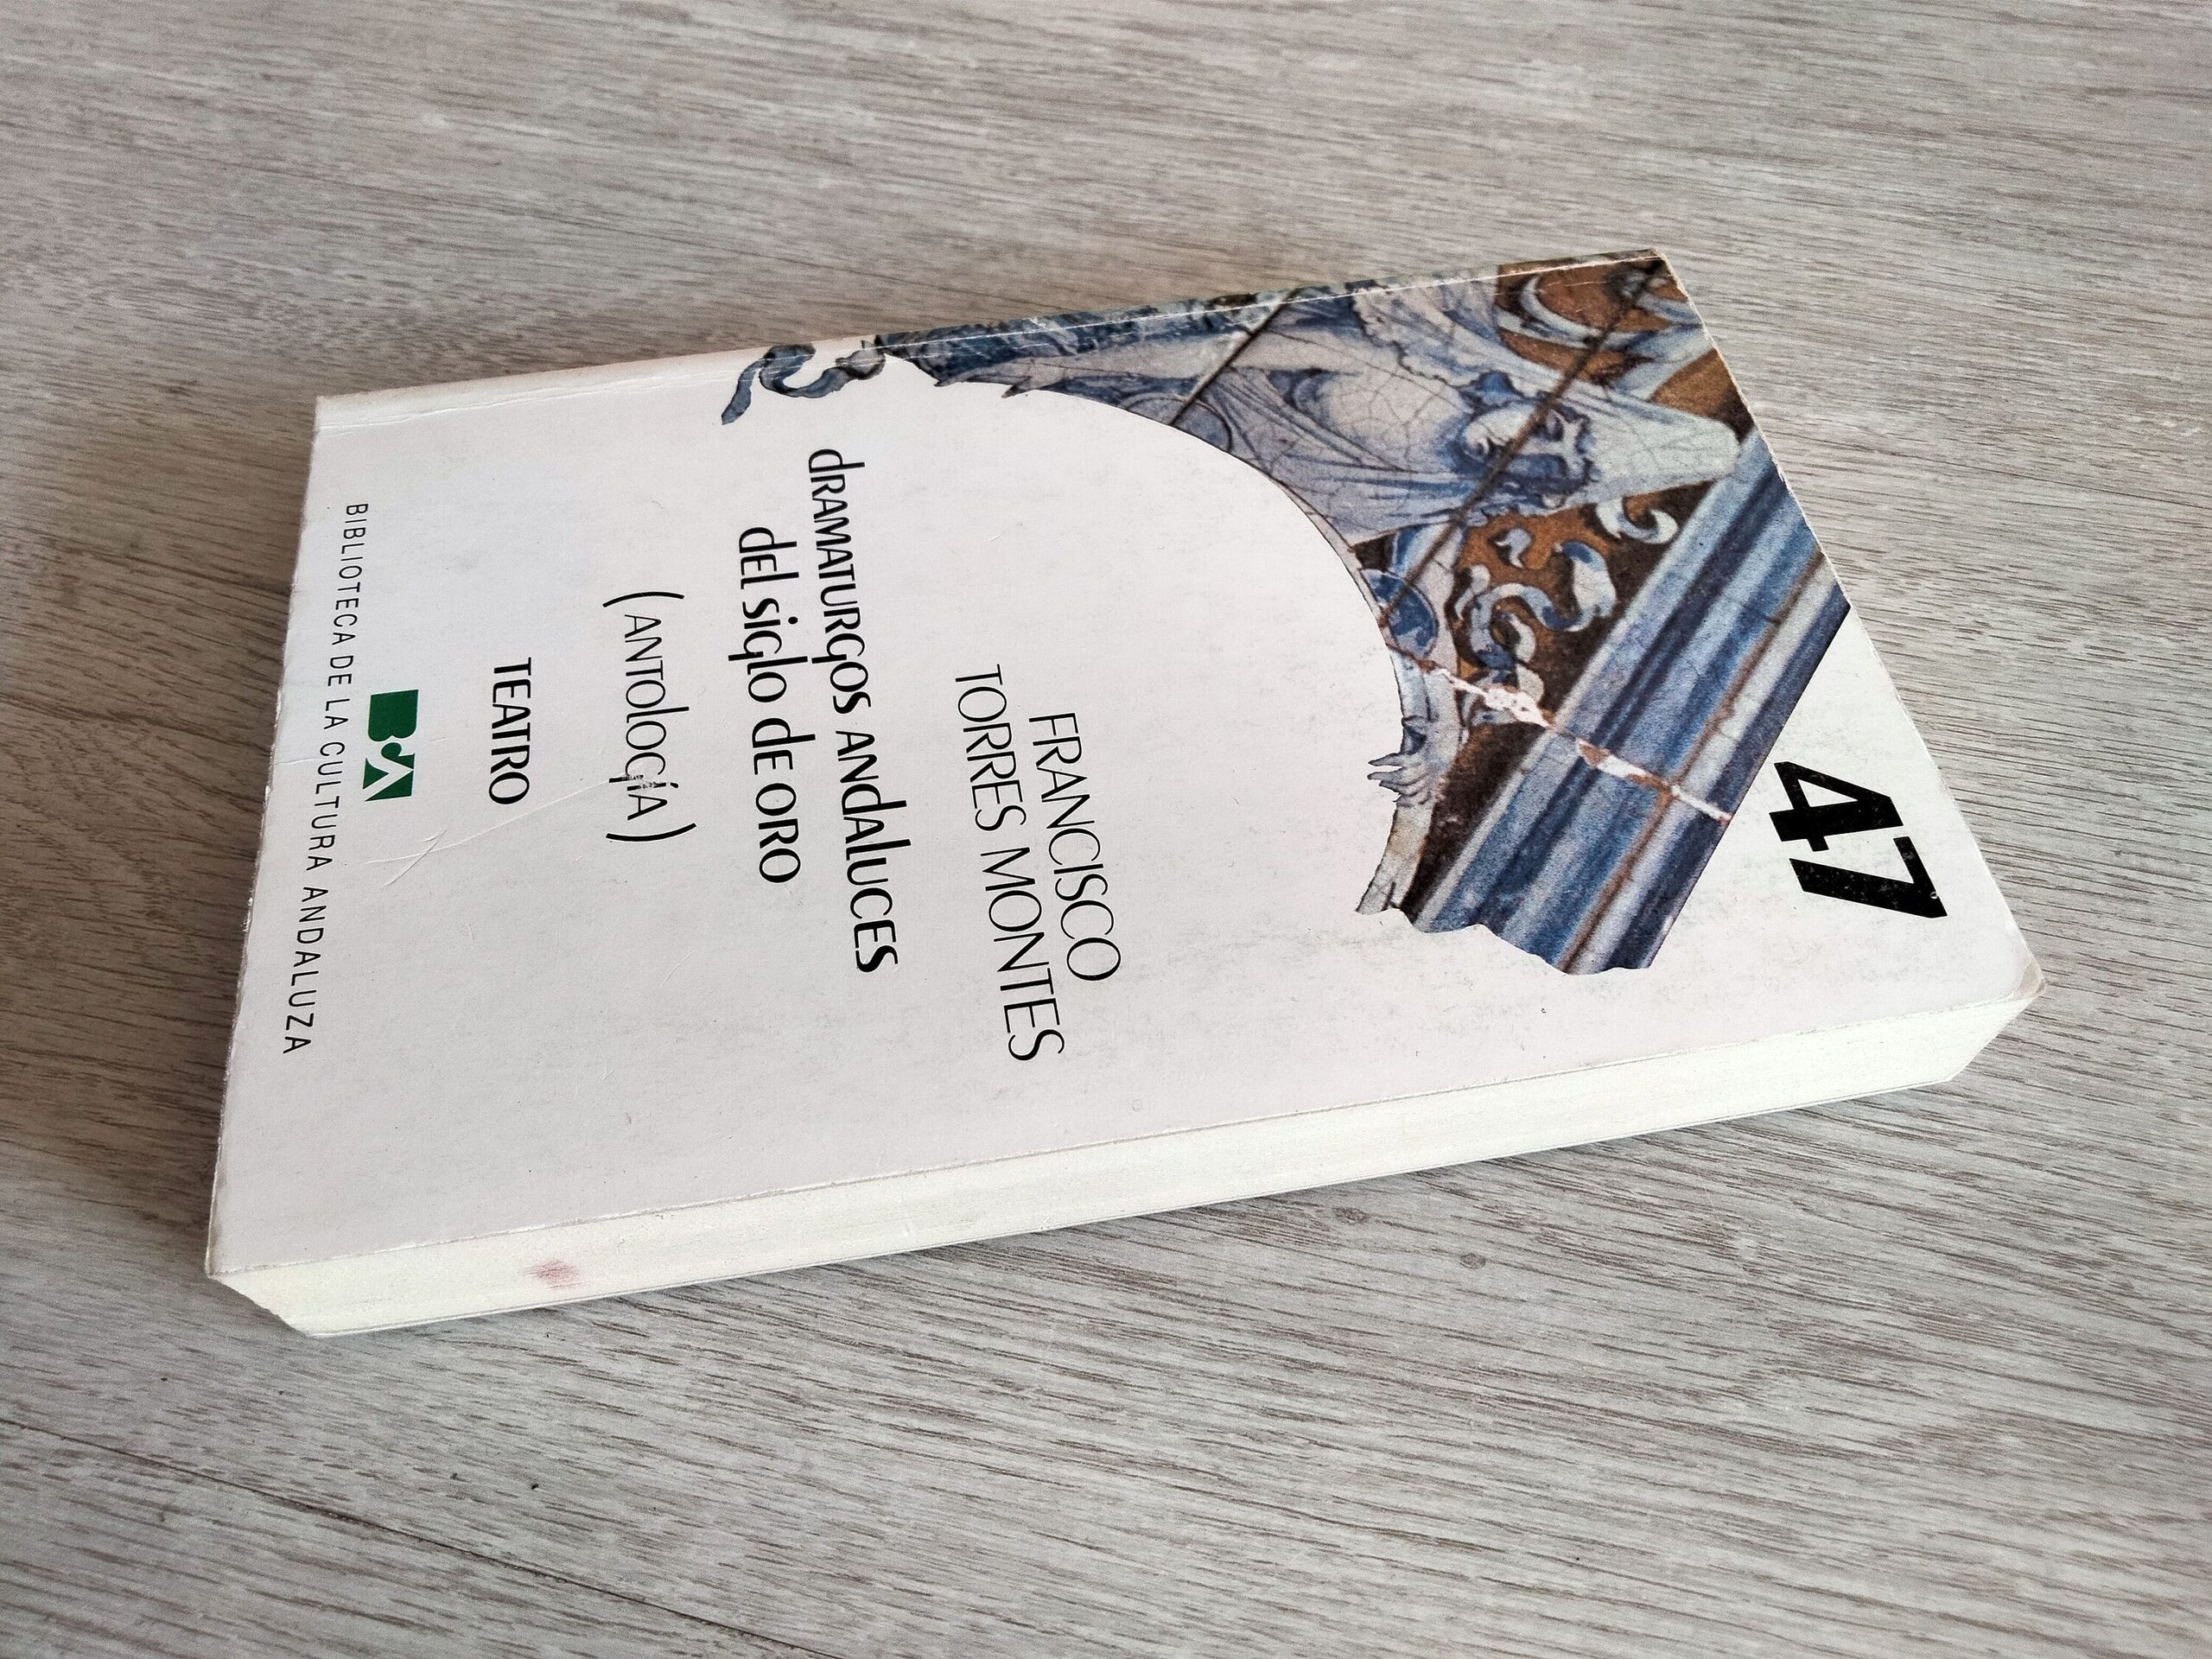 47
FRANCISCO
TORRES MONTES
dRAMATURGOS ANdALUCES
dEL siglo dE ORO
(ANTOlOGÍA)
TEATRO
B·A
BIBLIOTECA DE LA CULTURA ANDALUZA